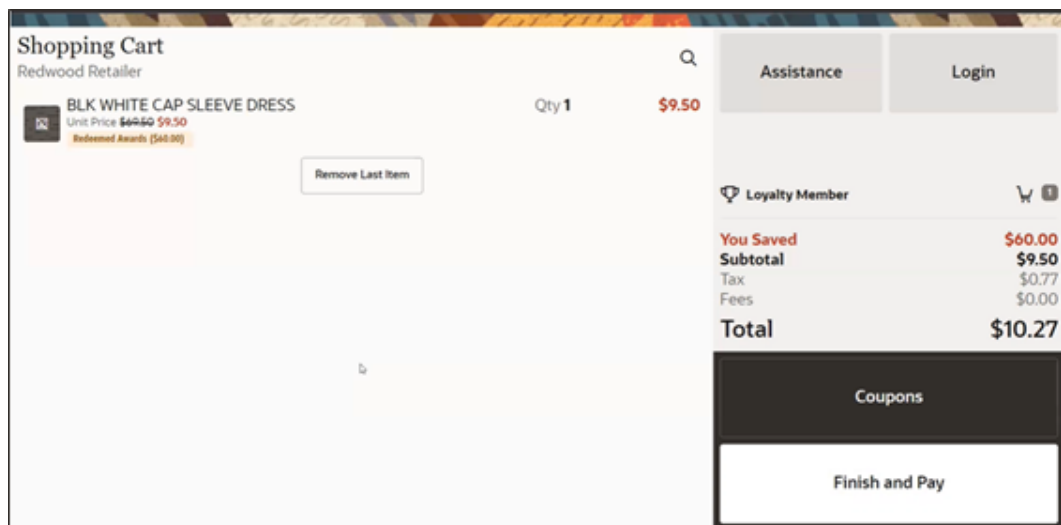 Shopping Cart
Redwood Retailer
BLK WHITE CAP SLEEVE DRESS Qty 1 $9.50
Unit Price $69.50 $9.50
Redeemed Awards ($60.00)
Remove Last Item
Assistance Login
Loyalty Member 1
You Saved $60.00
Subtotal $9.50
Tax $0.77
Fees $0.00
Total $10.27
Coupons
Finish and Pay